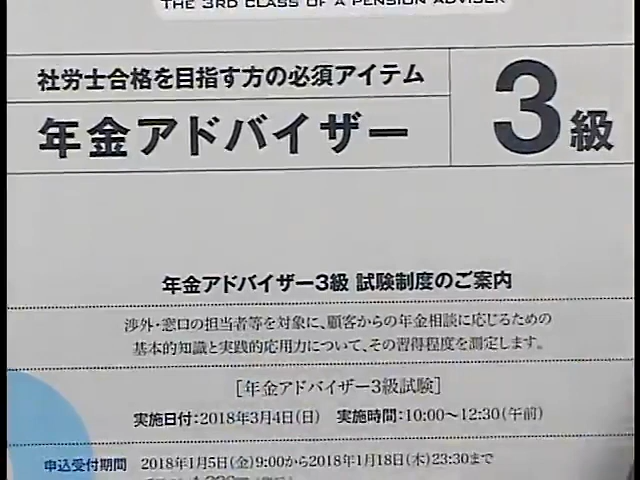 THE 3RD CLASS OF A PENSION ADVISER
社労士合格を目指す方の必須アイテム
年金アドバイザー 3級
年金アドバイザー3級 試験制度のご案内
渉外・窓口の担当者等を対象に、顧客からの年金相談に応じるための
基本的知識と実践的応用力について、その習得程度を測定します。
[年金アドバイザー3級試験]
実施日付:2018年3月4日(日) 実施時間:10:00～12:30(午前)
申込受付期間 2018年1月5日(金)9:00から2018年1月18日(木)23:30まで